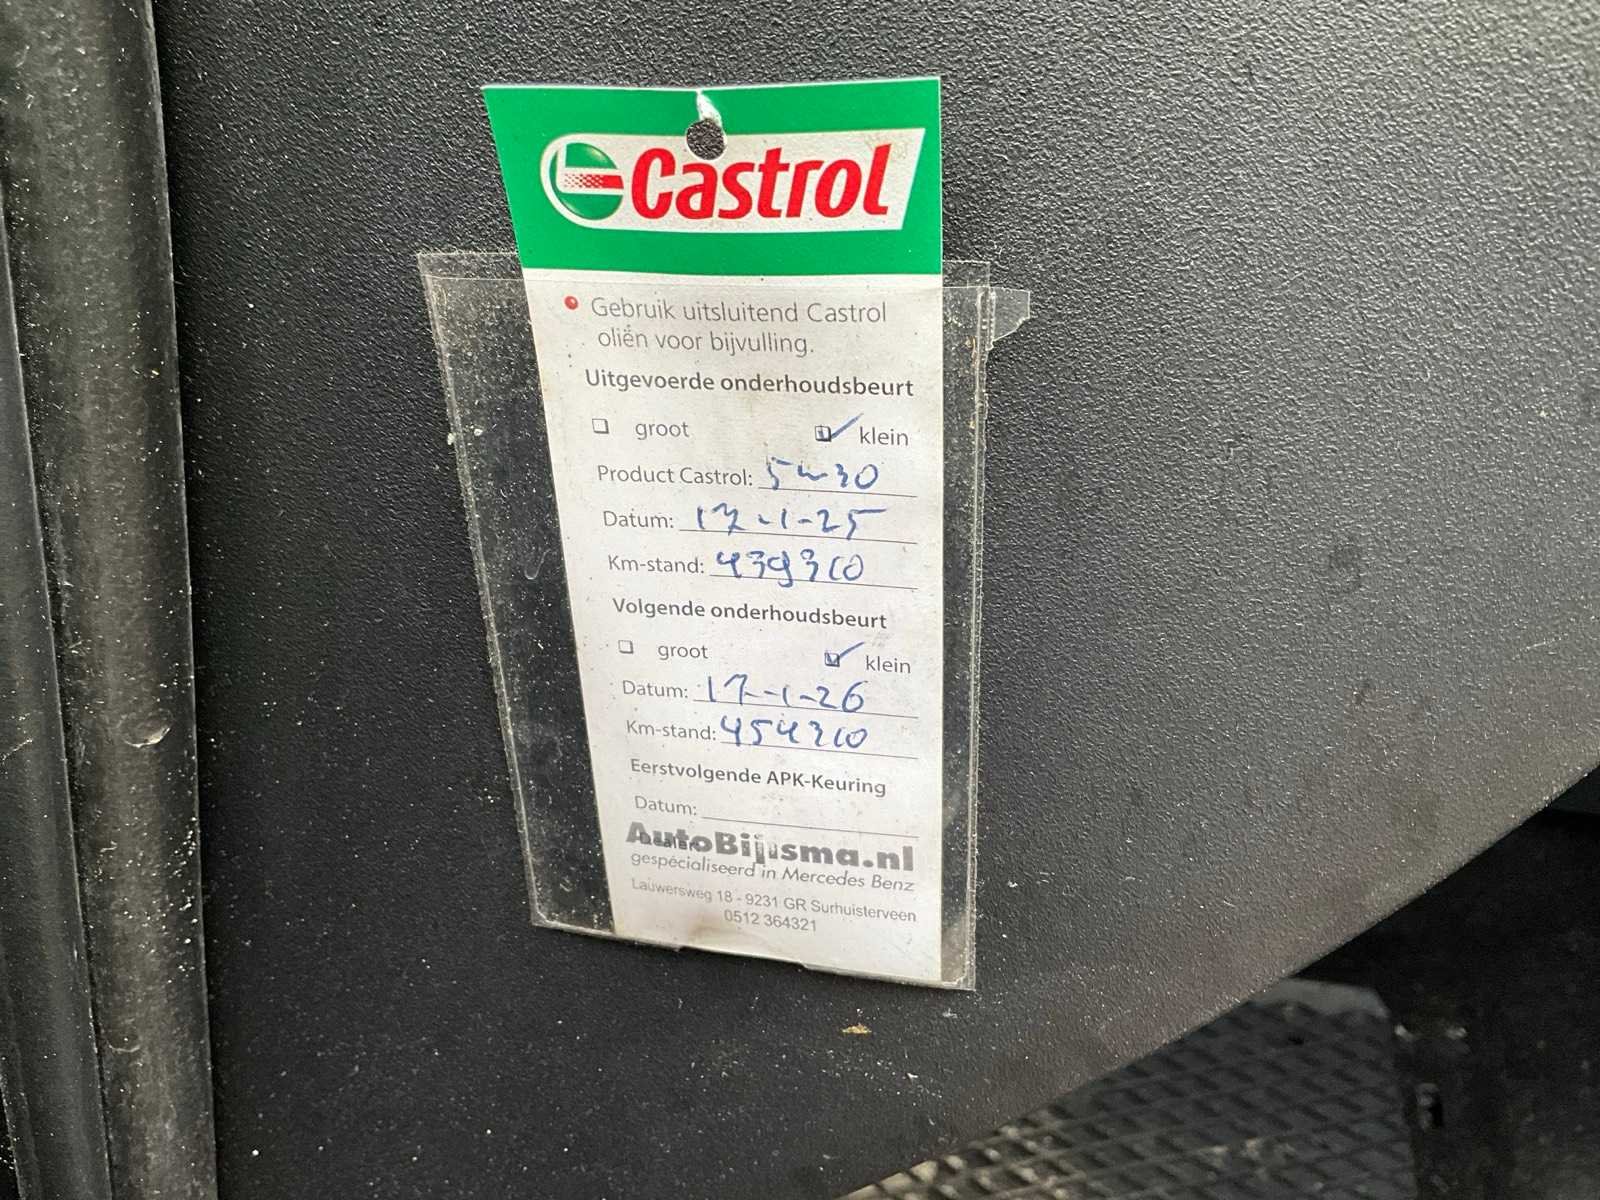 Castrol
Gebruik uitsluitend Castrol
oliën voor bijvulling.
Uitgevoerde onderhoudsbeurt
groot klein
Product Castrol: 5w30
Datum: 17-1-25
Km-stand: 439310
Volgende onderhoudsbeurt
groot klein
Datum: 17-1-26
Km-stand: 454310
Eerstvolgende APK-Keuring
Datum:
AutoBijlsma.nl
gespecialiseerd in Mercedes Benz
Lauwersweg 18 - 9231 GR Surhuisterveen
0512 364321